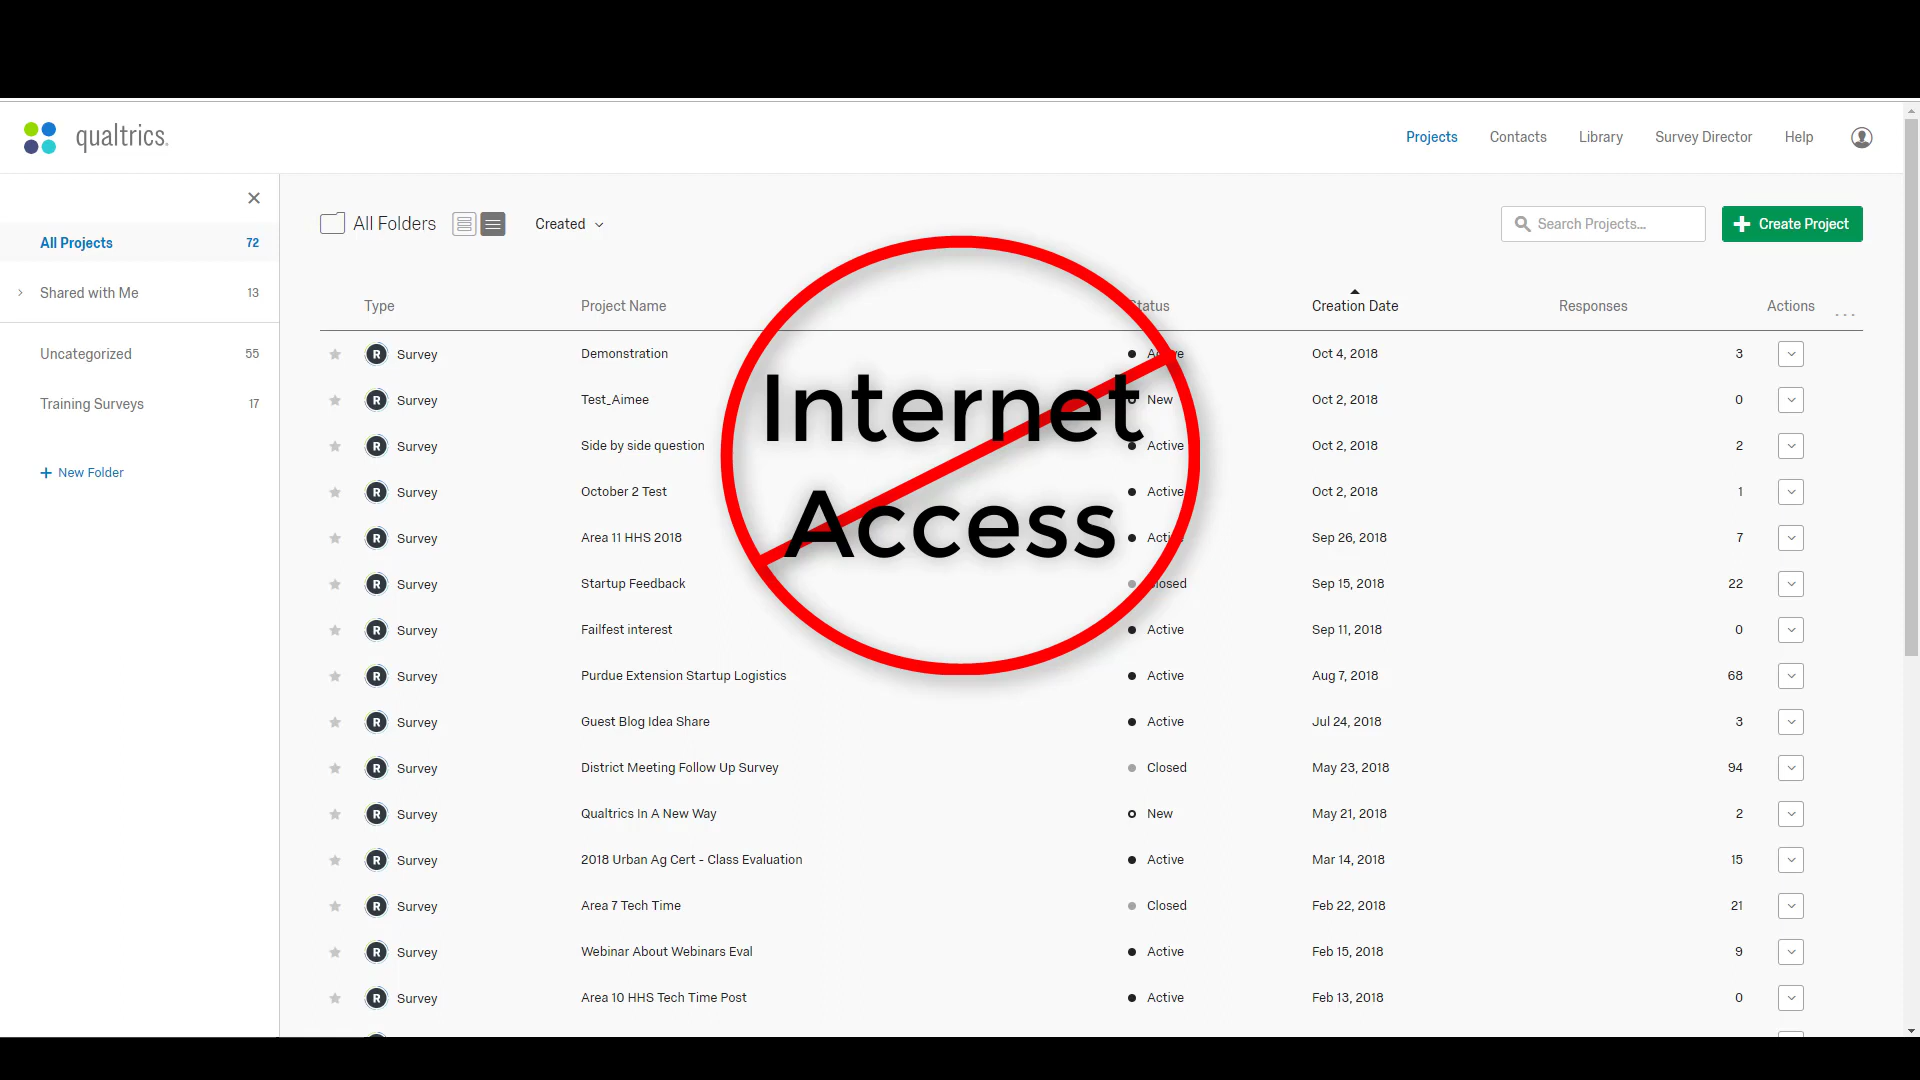 qualtrics.
Projects Contacts Library Survey Director Help
All Projects 72
Shared with Me 13
Uncategorized 55
Training Surveys 17
+ New Folder
All Folders Created
Search Projects... + Create Project
Type Project Name Status Creation Date Responses Actions ...
R Survey Demonstration Active Oct 4, 2018 3
R Survey Test_Aimee New Oct 2, 2018 0
R Survey Side by side question Active Oct 2, 2018 2
R Survey October 2 Test Active Oct 2, 2018 1
R Survey Area 11 HHS 2018 Active Sep 26, 2018 7
R Survey Startup Feedback Closed Sep 15, 2018 22
R Survey Failfest interest Active Sep 11, 2018 0
R Survey Purdue Extension Startup Logistics Active Aug 7, 2018 68
R Survey Guest Blog Idea Share Active Jul 24, 2018 3
R Survey District Meeting Follow Up Survey Closed May 23, 2018 94
R Survey Qualtrics In A New Way New May 21, 2018 2
R Survey 2018 Urban Ag Cert - Class Evaluation Active Mar 14, 2018 15
R Survey Area 7 Tech Time Closed Feb 22, 2018 21
R Survey Webinar About Webinars Eval Active Feb 15, 2018 9
R Survey Area 10 HHS Tech Time Post Active Feb 13, 2018 0
Internet
Access